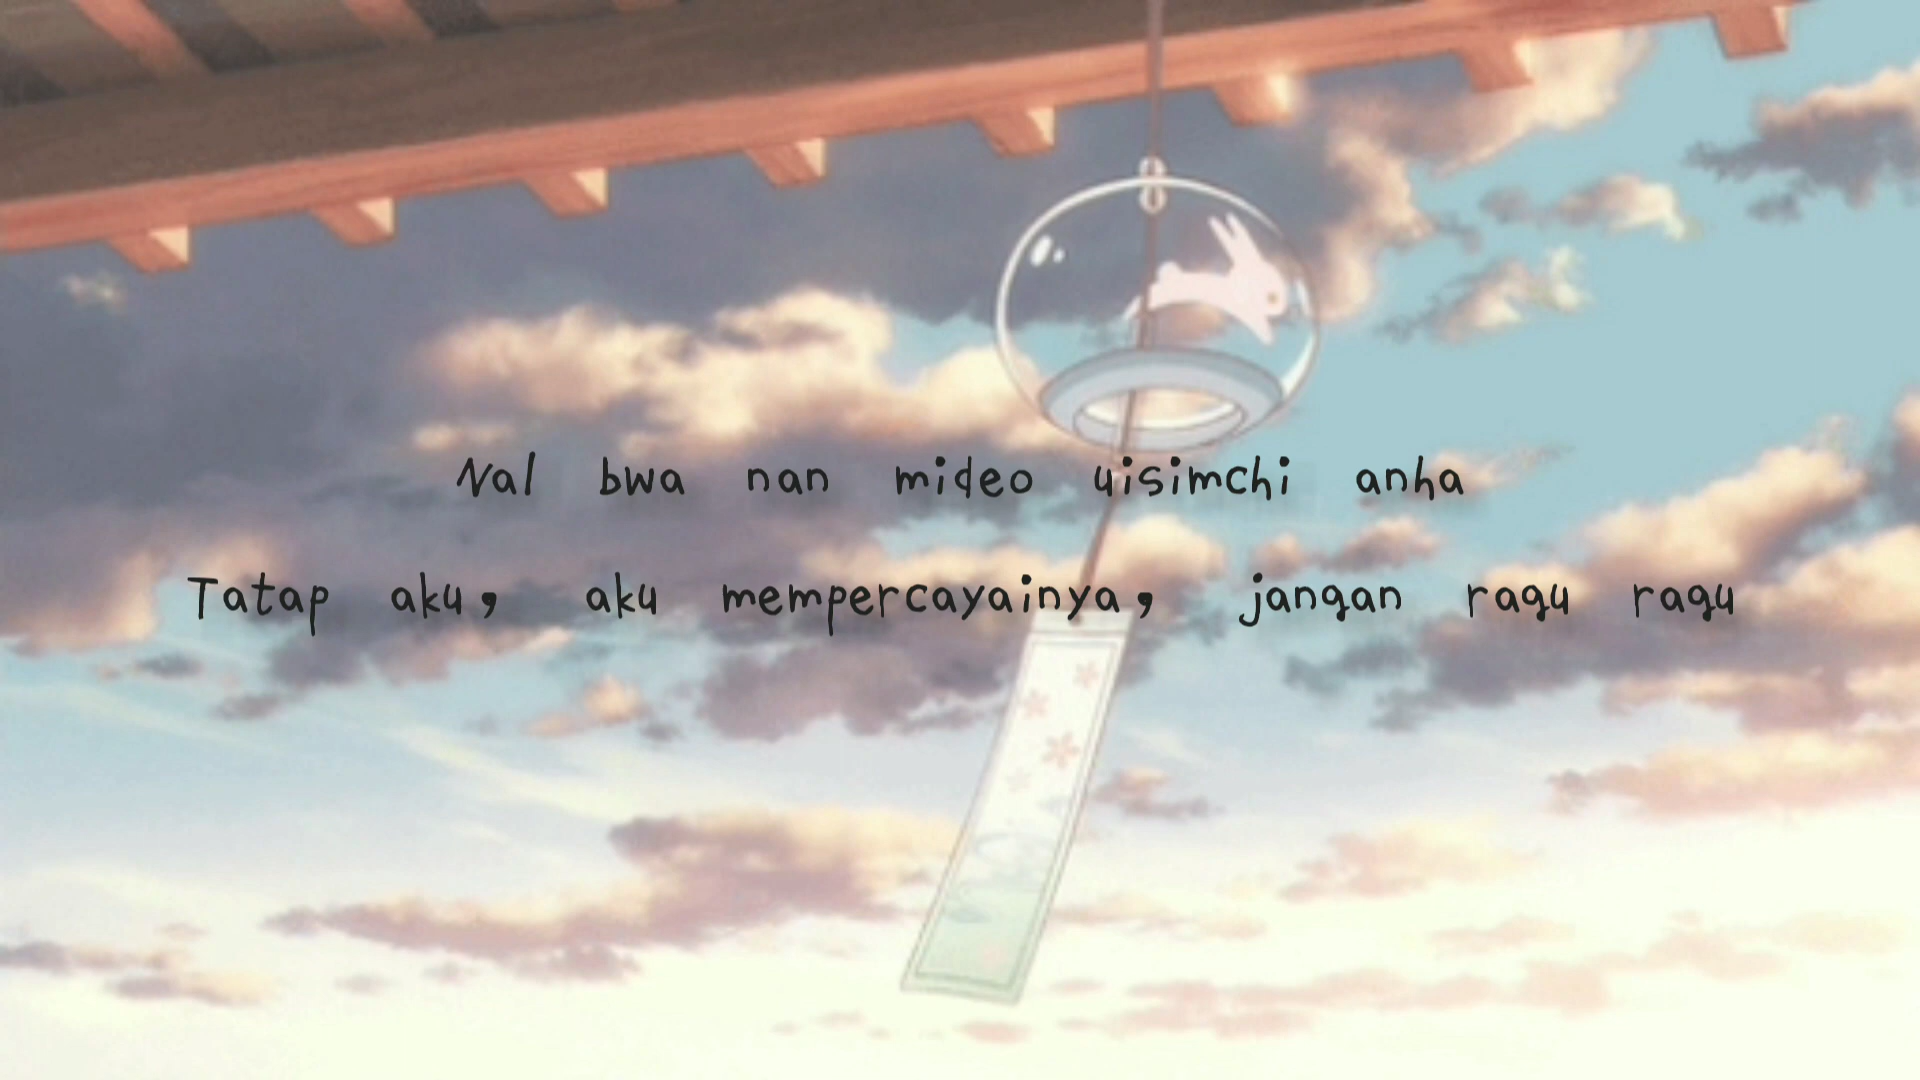 Nal bwa nan mideo uisimchi anha
Tatap aku, aku mempercayainya, jangan ragu ragu